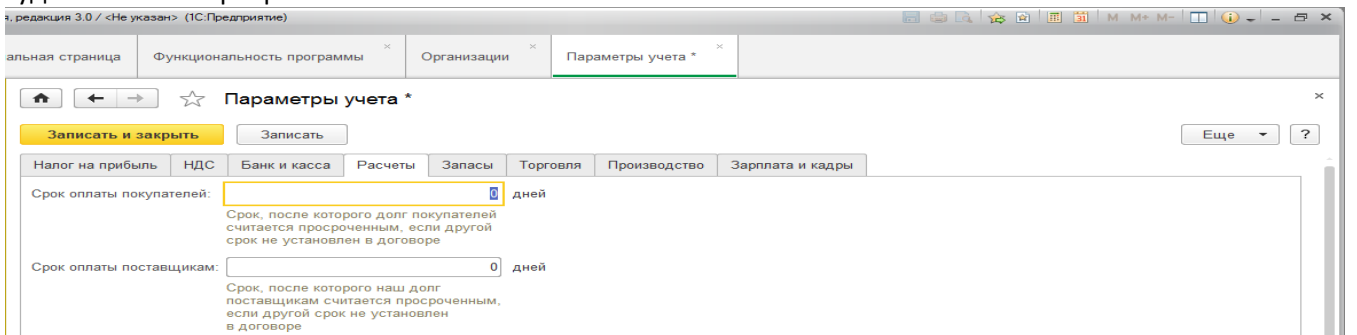 , редакция 3.0 / <Не указан> (1С:Предприятие)
M M+ M-
альная страница Функциональность программы Организации Параметры учета *
Параметры учета *
Записать и закрыть Записать Еще ?
Налог на прибыль НДС Банк и касса Расчеты Запасы Торговля Производство Зарплата и кадры
Срок оплаты покупателей: 0 дней
Срок, после которого долг покупателей
считается просроченным, если другой
срок не установлен в договоре
Срок оплаты поставщикам: 0 дней
Срок, после которого наш долг
поставщикам считается просроченным,
если другой срок не установлен
в договоре